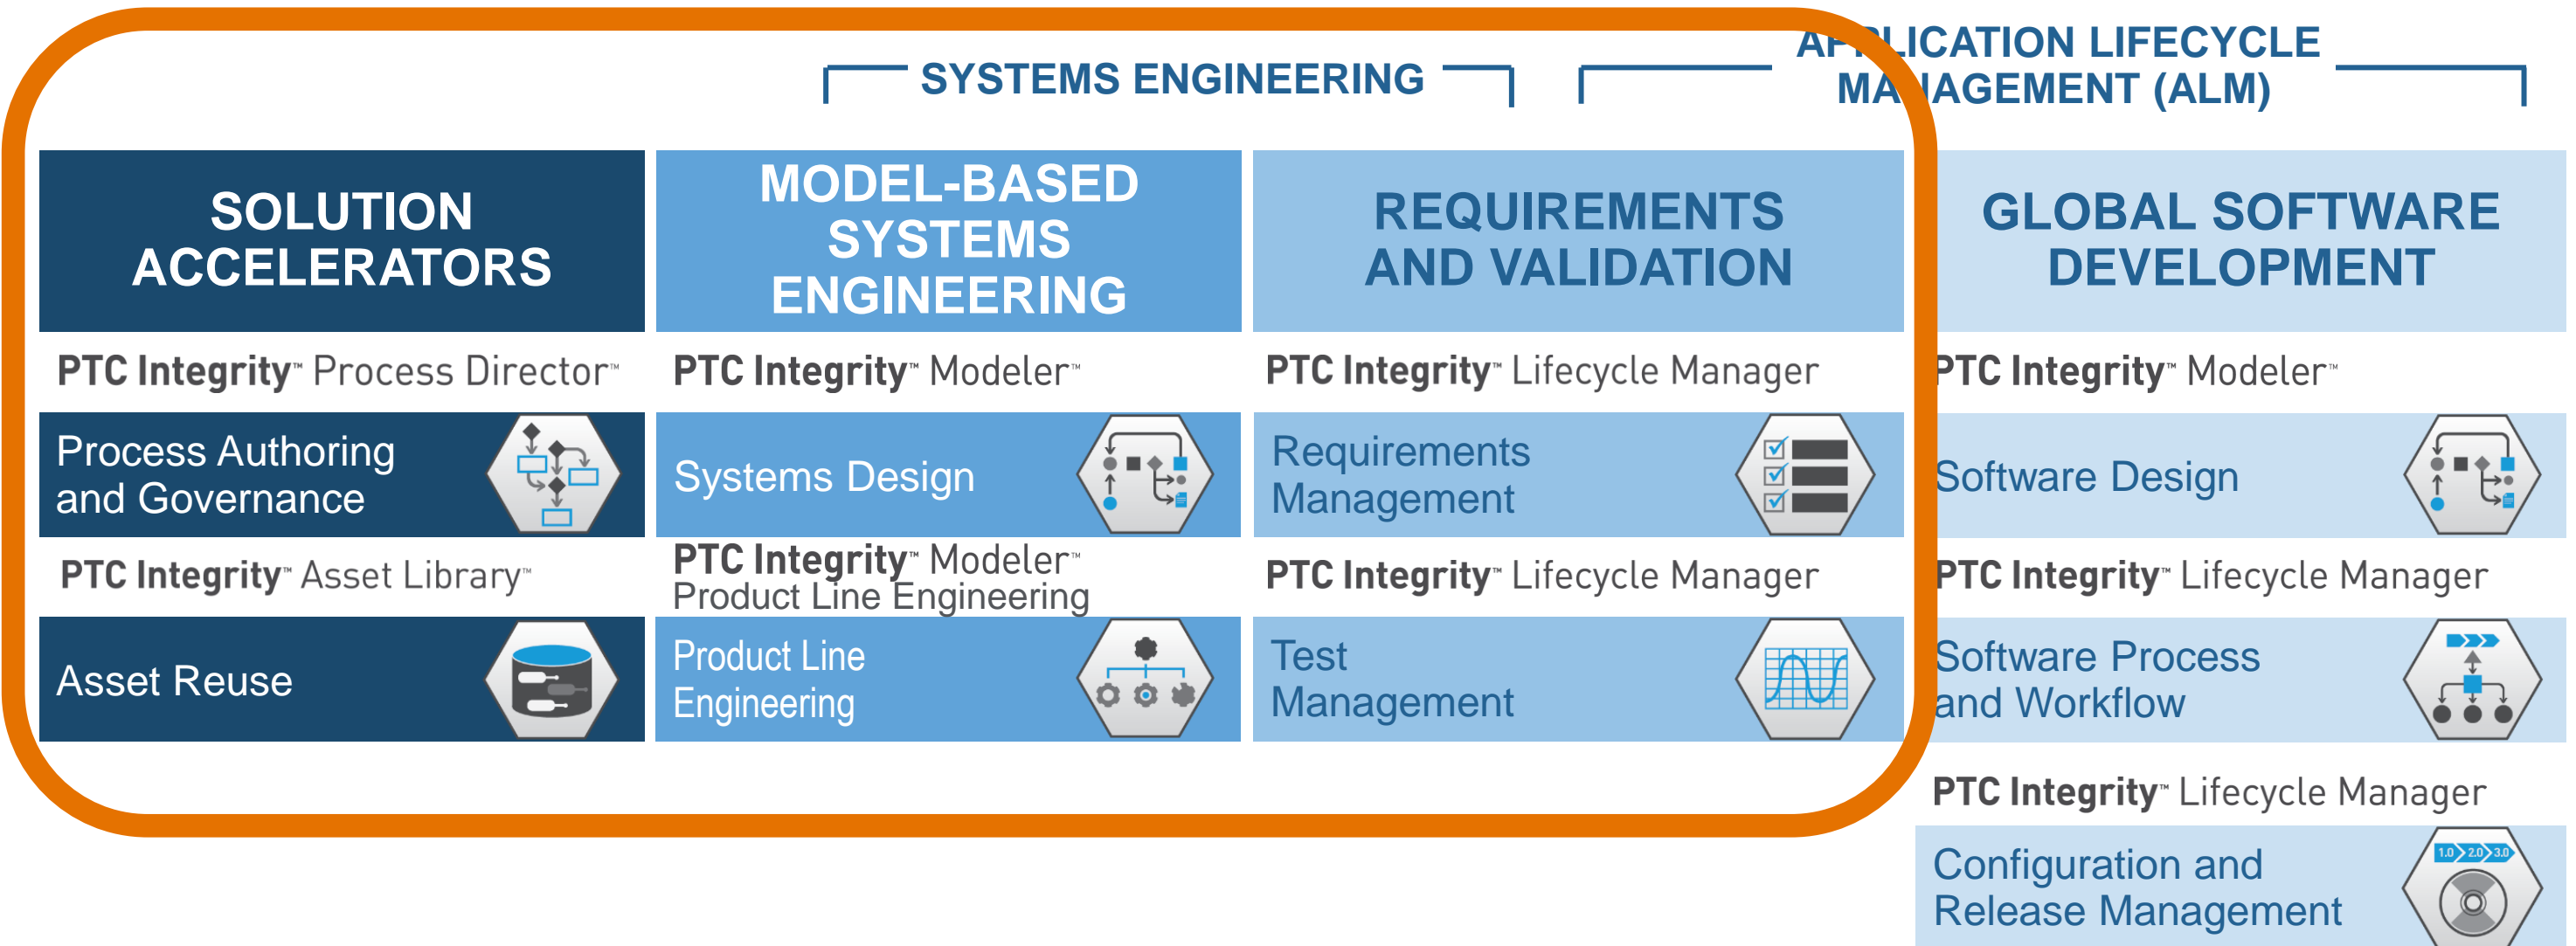 SYSTEMS ENGINEERING
APPLICATION LIFECYCLE
MANAGEMENT (ALM)
SOLUTION
ACCELERATORS
MODEL-BASED
SYSTEMS
ENGINEERING
REQUIREMENTS
AND VALIDATION
GLOBAL SOFTWARE
DEVELOPMENT
PTC Integrity™ Process Director™
PTC Integrity™ Modeler™
PTC Integrity™ Lifecycle Manager
PTC Integrity™ Modeler™
Process Authoring
and Governance
Systems Design
Requirements
Management
Software Design
PTC Integrity™ Asset Library™
PTC Integrity™ Modeler™
Product Line Engineering
PTC Integrity™ Lifecycle Manager
PTC Integrity™ Lifecycle Manager
Asset Reuse
Product Line
Engineering
Test
Management
Software Process
and Workflow
PTC Integrity™ Lifecycle Manager
Configuration and
Release Management
1.0 2.0 3.0